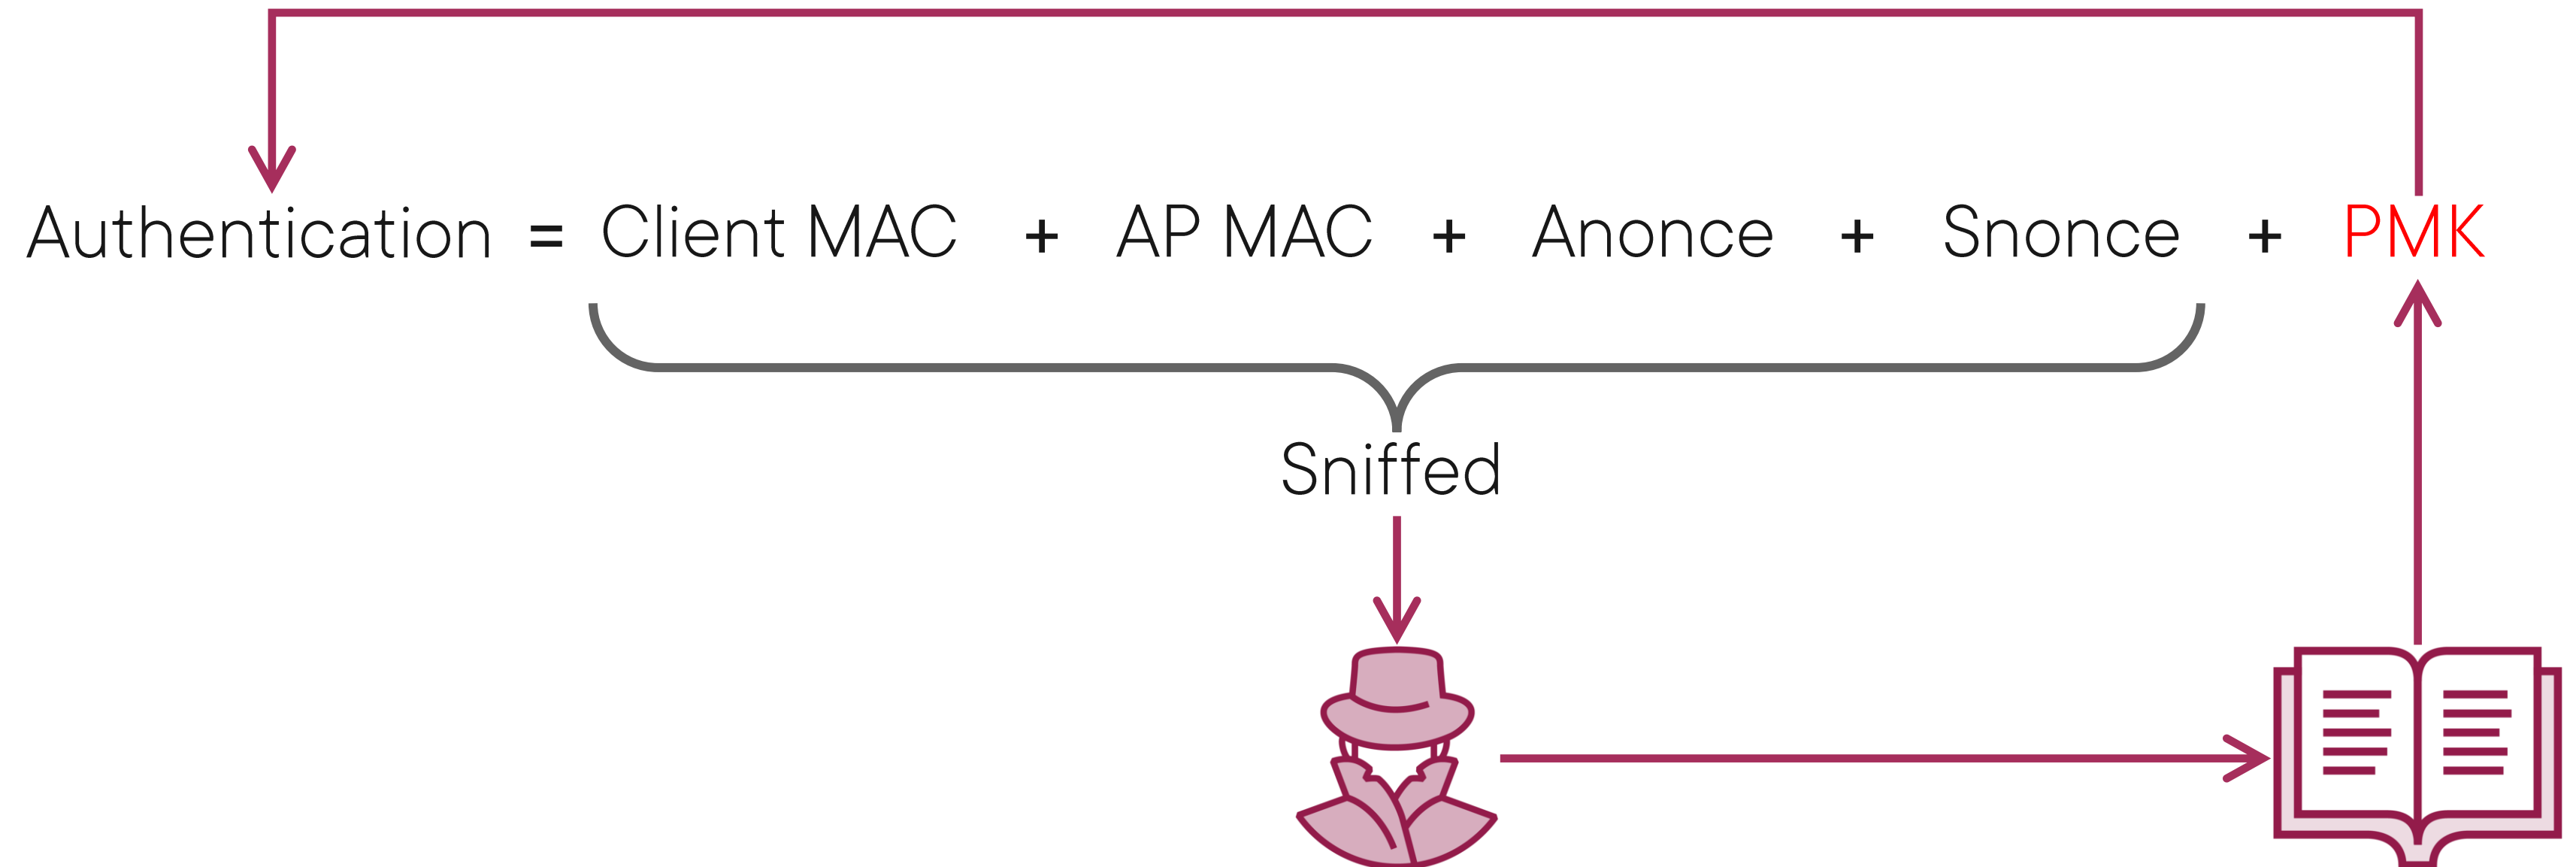 Authentication = Client MAC + AP MAC + Anonce + Snonce + PMK
Sniffed